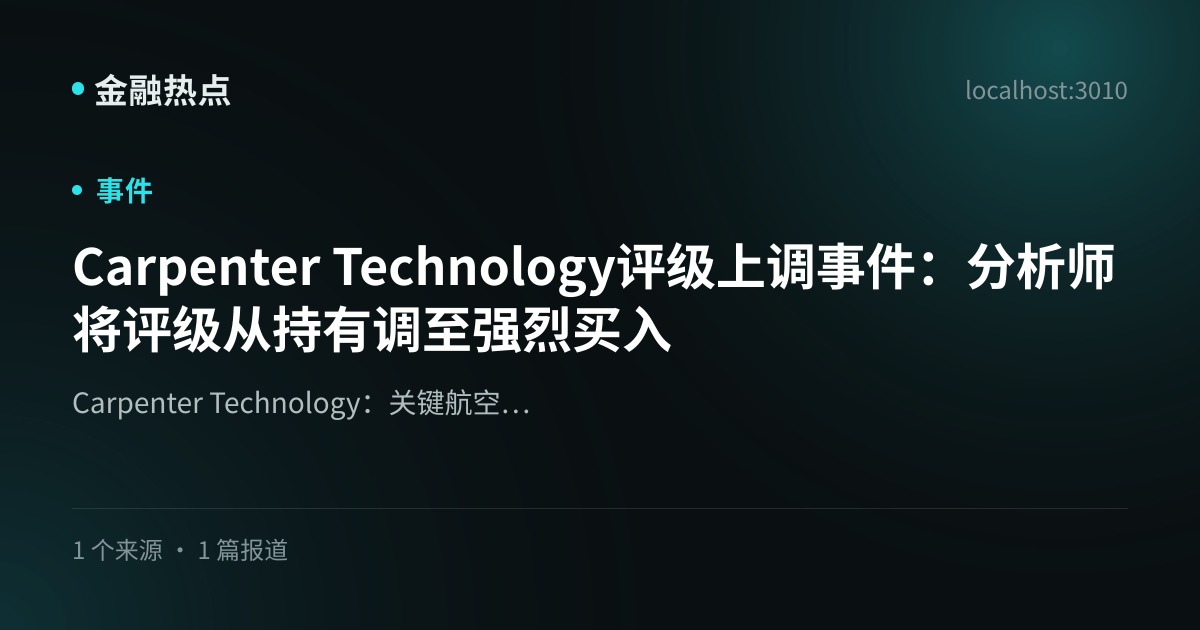 金融热点
localhost:3010
事件
Carpenter Technology评级上调事件：分析师
将评级从持有调至强烈买入
Carpenter Technology：关键航空…
1 个来源 · 1 篇报道